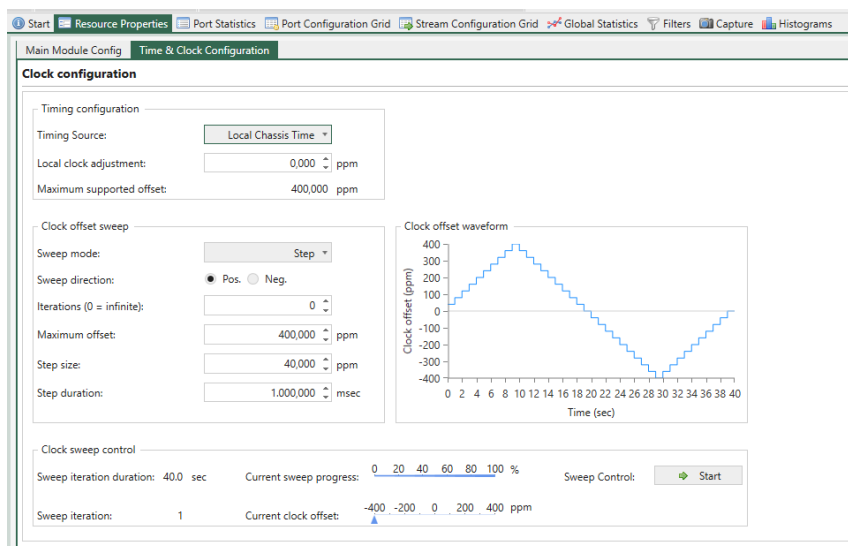 Start Resource Properties Port Statistics Port Configuration Grid Stream Configuration Grid Global Statistics Filters Capture Histograms
Main Module Config Time & Clock Configuration
Clock configuration
Timing configuration
Timing Source: Local Chassis Time
Local clock adjustment: 0,000 ppm
Maximum supported offset: 400,000 ppm
Clock offset sweep
Sweep mode: Step
Sweep direction: Pos. Neg.
Iterations (0 = infinite): 0
Maximum offset: 400,000 ppm
Step size: 40,000 ppm
Step duration: 1.000,000 msec
Clock offset waveform
Clock offset (ppm)
400
300
200
100
0
-100
-200
-300
-400
0 2 4 6 8 10 12 14 16 18 20 22 24 26 28 30 32 34 36 38 40
Time (sec)
Clock sweep control
Sweep iteration duration: 40.0 sec Current sweep progress: 0 20 40 60 80 100 % Sweep Control: Start
Sweep iteration: 1 Current clock offset: -400 -200 0 200 400 ppm